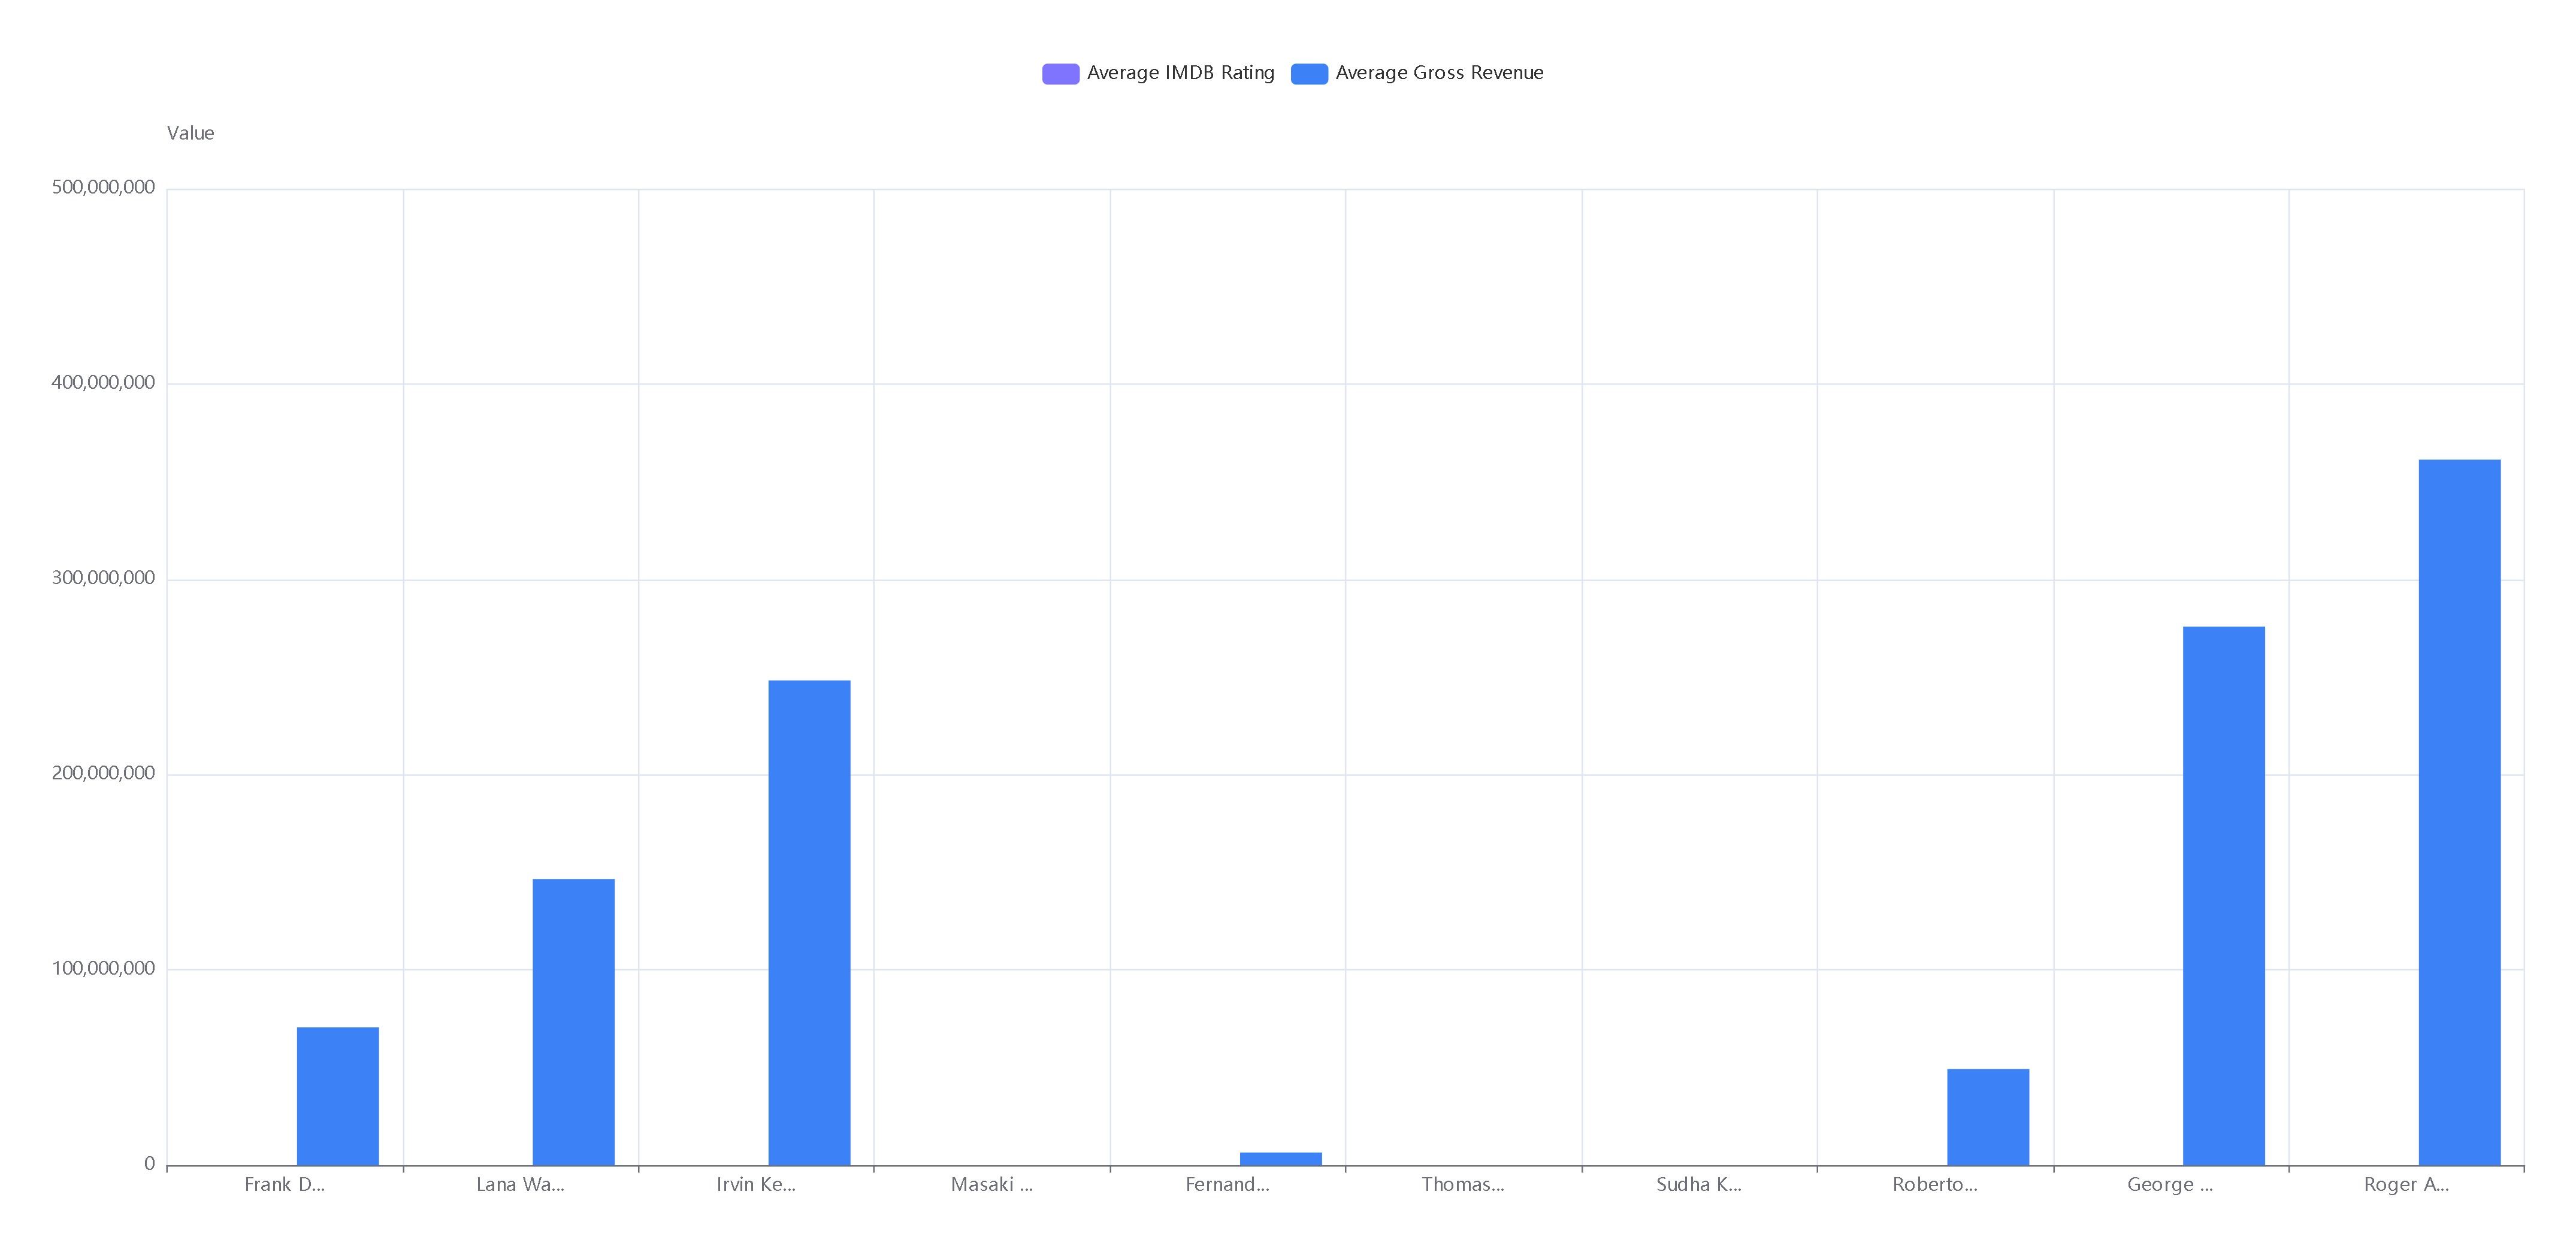 Average IMDB Rating Average Gross Revenue
Value
500,000,000
400,000,000
300,000,000
200,000,000
100,000,000
0
Frank D... Lana Wa... Irvin Ke... Masaki ... Fernand... Thomas... Sudha K... Roberto... George ... Roger A...